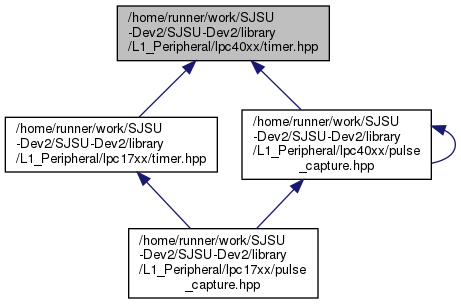 /home/runner/work/SJSU
-Dev2/SJSU-Dev2/library
/L1_Peripheral/lpc40xx/timer.hpp
/home/runner/work/SJSU
-Dev2/SJSU-Dev2/library
/L1_Peripheral/lpc17xx/timer.hpp
/home/runner/work/SJSU
-Dev2/SJSU-Dev2/library
/L1_Peripheral/lpc40xx/pulse
_capture.hpp
/home/runner/work/SJSU
-Dev2/SJSU-Dev2/library
/L1_Peripheral/lpc17xx/pulse
_capture.hpp